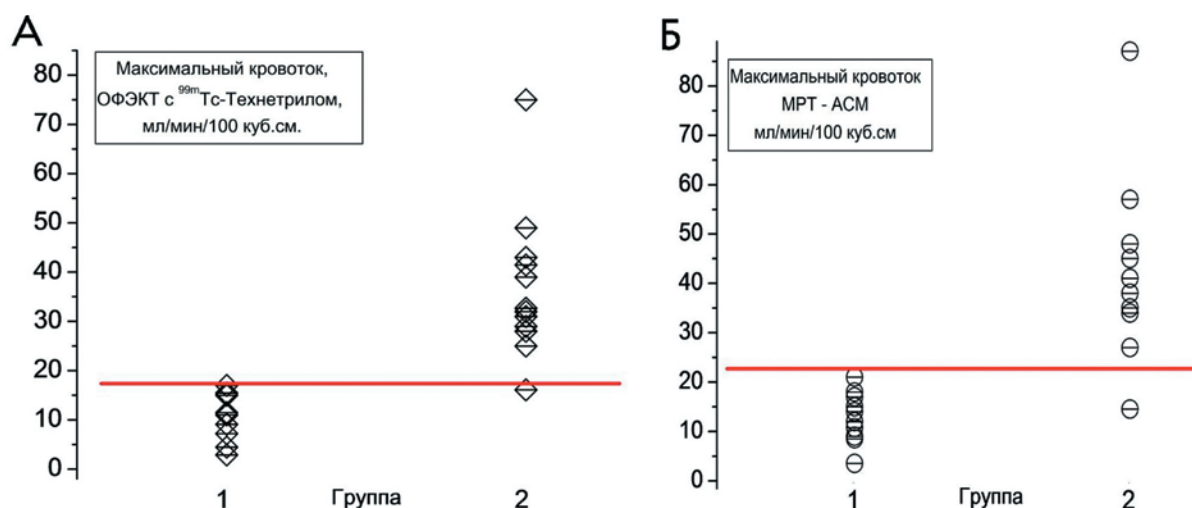 А
Максимальный кровоток,
ОФЭКТ с 99mТс-Технетрилом,
мл/мин/100 куб.см.
80
70
60
50
40
30
20
10
0
1 Группа 2
Б
Максимальный кровоток
МРТ - АСМ
мл/мин/100 куб.см
80
70
60
50
40
30
20
10
0
1 Группа 2